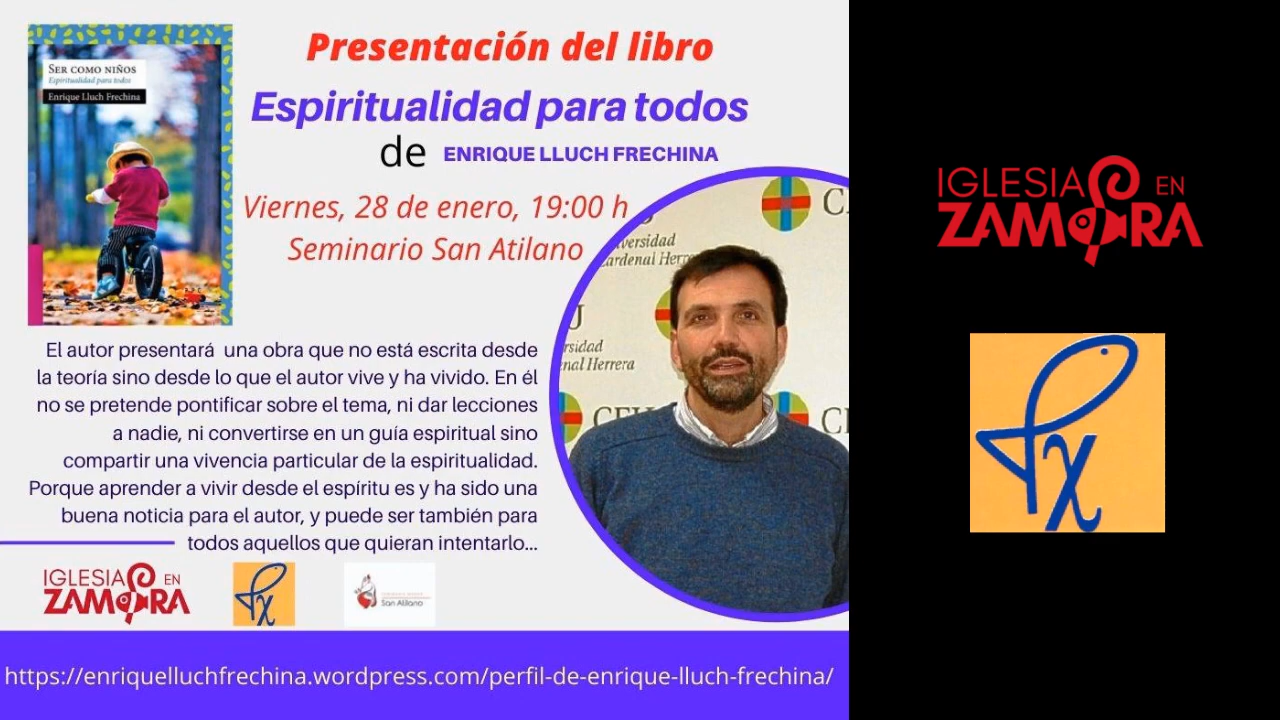 Presentación del libro
SER COMO NIÑOS
Espiritualidad para todos
Enrique Lluch Frechina
Espiritualidad para todos
de ENRIQUE LLUCH FRECHINA
Viernes, 28 de enero, 19:00 h
Seminario San Atilano
El autor presentará una obra que no está escrita desde
la teoría sino desde lo que el autor vive y ha vivido. En él
no se pretende pontificar sobre el tema, ni dar lecciones
a nadie, ni convertirse en un guía espiritual sino
compartir una vivencia particular de la espiritualidad.
Porque aprender a vivir desde el espíritu es y ha sido una
buena noticia para el autor, y puede ser también para
todos aquellos que quieran intentarlo...
IGLESIA EN
ZAMORA
San Atilano
https://enriquelluchfrechina.wordpress.com/perfil-de-enrique-lluch-frechina/
IGLESIA EN
ZAMORA